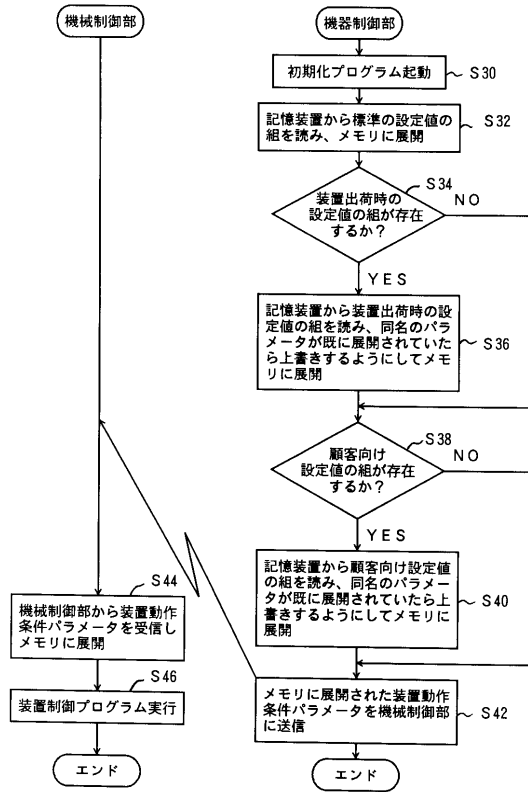 機械制御部
機器制御部
初期化プログラム起動
S30
記憶装置から標準の設定値の
組を読み、メモリに展開
S32
装置出荷時の
設定値の組が存在
するか？
S34
NO
YES
記憶装置から装置出荷時の設
定値の組を読み、同名のパラ
メータが既に展開されていた
ら上書きするようにしてメモ
リに展開
S36
顧客向け
設定値の組が存在
するか？
S38
NO
YES
記憶装置から顧客向け設定値
の組を読み、同名のパラメー
タが既に展開されていたら上
書きするようにしてメモリに
展開
S40
S44
機械制御部から装置動作
条件パラメータを受信し
メモリに展開
S46
装置制御プログラム実行
エンド
メモリに展開された装置動作
条件パラメータを機械制御部
に送信
S42
エンド